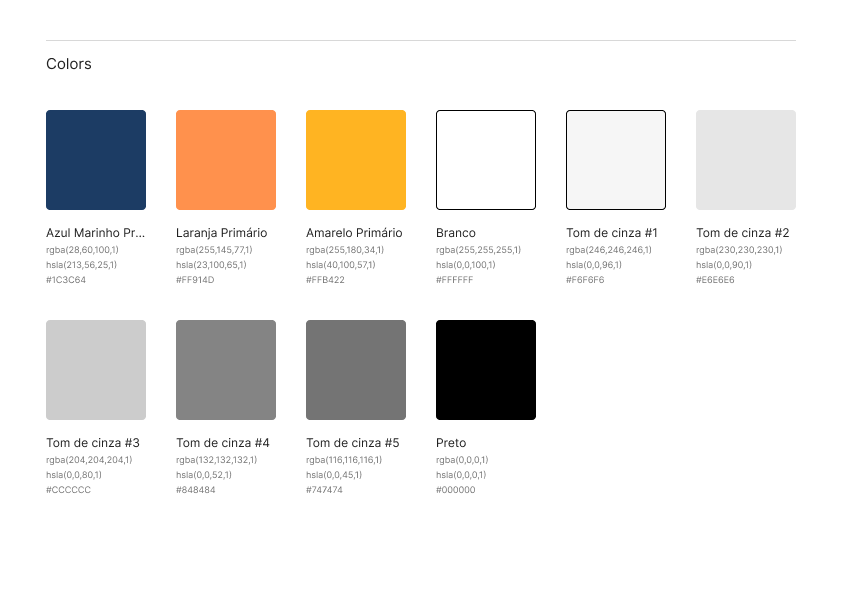 Colors
Azul Marinho Pr...
rgba(28,60,100,1)
hsla(213,56,25,1)
#1C3C64
Laranja Primário
rgba(255,145,77,1)
hsla(23,100,65,1)
#FF914D
Amarelo Primário
rgba(255,180,34,1)
hsla(40,100,57,1)
#FFB422
Branco
rgba(255,255,255,1)
hsla(0,0,100,1)
#FFFFFF
Tom de cinza #1
rgba(246,246,246,1)
hsla(0,0,96,1)
#F6F6F6
Tom de cinza #2
rgba(230,230,230,1)
hsla(0,0,90,1)
#E6E6E6
Tom de cinza #3
rgba(204,204,204,1)
hsla(0,0,80,1)
#CCCCCC
Tom de cinza #4
rgba(132,132,132,1)
hsla(0,0,52,1)
#848484
Tom de cinza #5
rgba(116,116,116,1)
hsla(0,0,45,1)
#747474
Preto
rgba(0,0,0,1)
hsla(0,0,0,1)
#000000